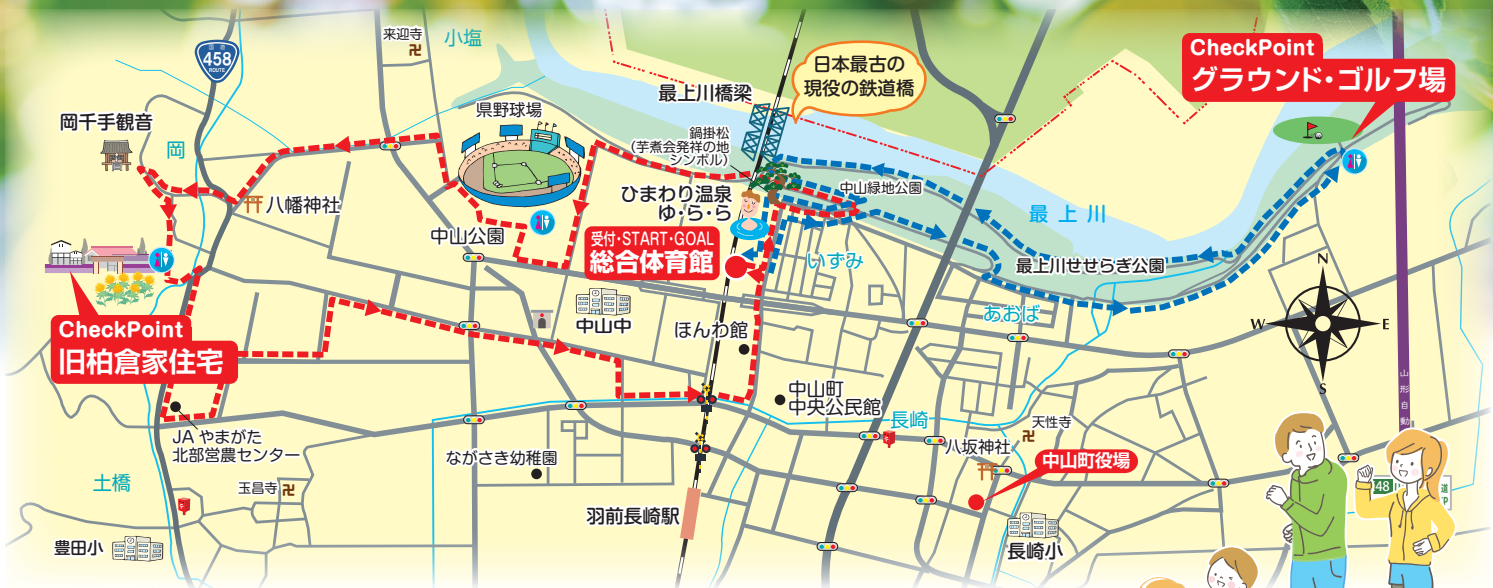 国道
458
ROUTE
来迎寺
小塩
岡千手観音
岡
八幡神社
県野球場
中山公園
最上川橋梁
日本最古の
現役の鉄道橋
鍋掛松
(芋煮会発祥の地
シンボル)
ひまわり温泉
ゆ・ら・ら
受付・START・GOAL
総合体育館
中山緑地公園
いずみ
最上川
最上川せせらぎ公園
あおば
CheckPoint
グラウンド・ゴルフ場
N
W
E
S
山形自動
CheckPoint
旧柏倉家住宅
中山中
ほんわ館
中山町
中央公民館
長崎
八坂神社
天性寺
中山町役場
JA やまがた
北部営農センター
土橋
玉昌寺
豊田小
ながさき幼稚園
羽前長崎駅
長崎小
48
道